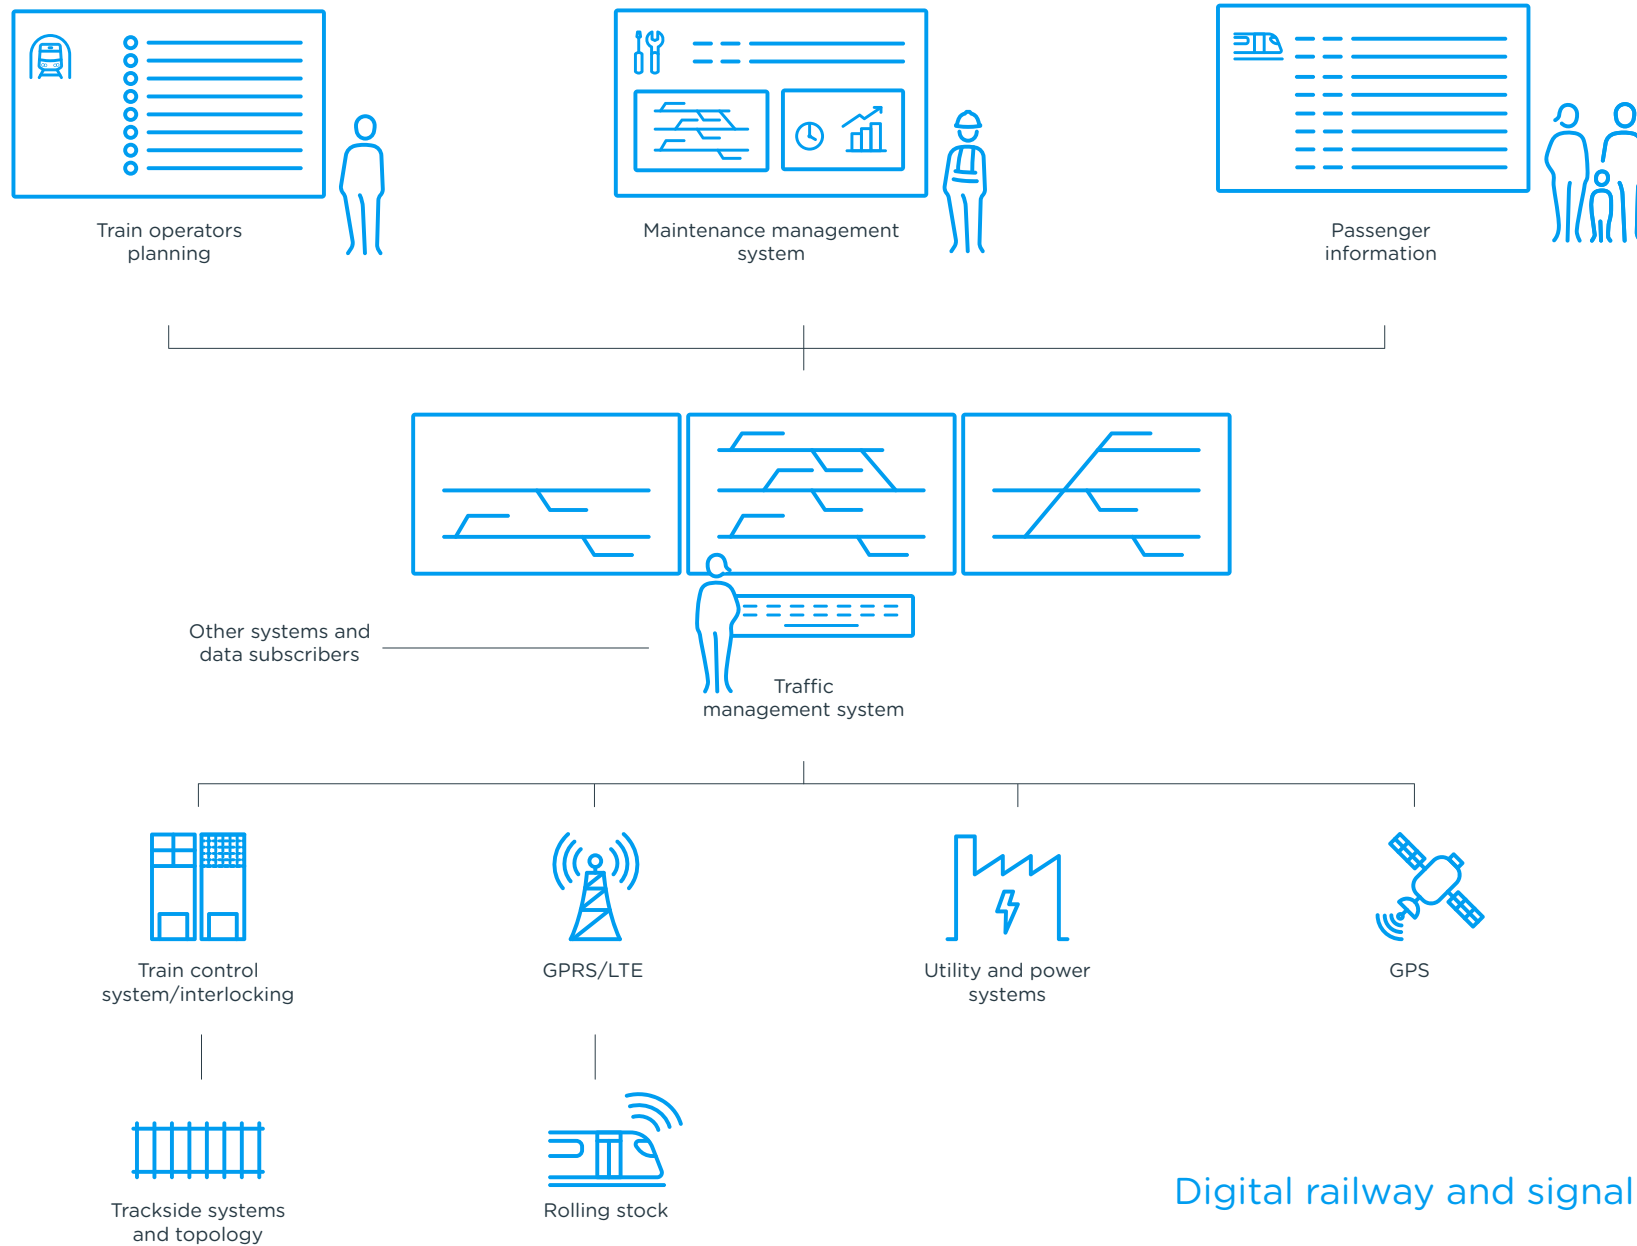 Train operators
planning
Maintenance management
system
Passenger
information
Other systems and
data subscribers
Traffic
management system
Train control
system/interlocking
GPRS/LTE
Utility and power
systems
GPS
Trackside systems
and topology
Rolling stock
Digital railway and signal